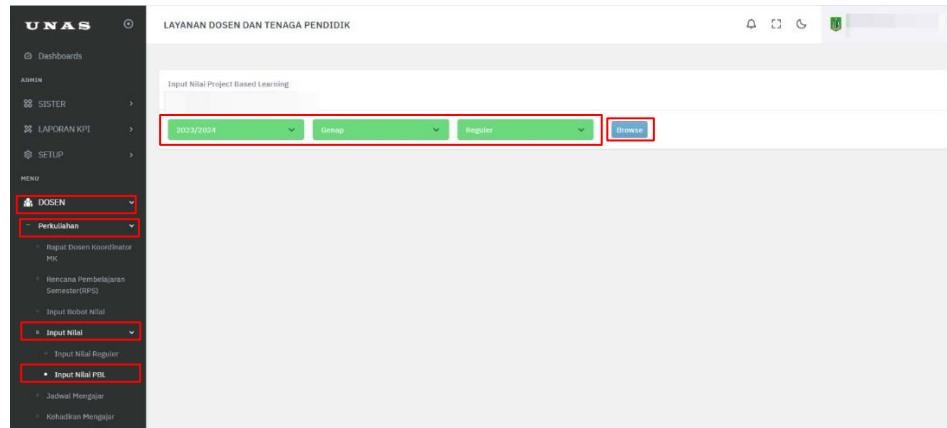 UNAS
LAYANAN DOSEN DAN TENAGA PENDIDIK
Dashboards
ADMIN
SISTER
LAPORAN KPI
SETUP
MENU
DOSEN
Perkuliahan
Rapat Dosen Koordinator
MK
Rencana Pembelajaran
Semester(RPS)
Input Bobot Nilai
Input Nilai
Input Nilai Reguler
Input Nilai PBL
Jadwal Mengajar
Kehadiran Mengajar
Input Nilai Project Based Learning
2023/2024
Genap
Reguler
Browse